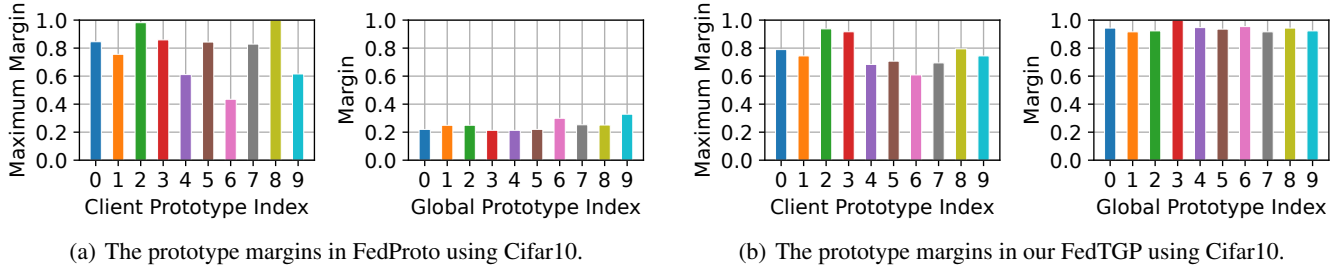 Maximum Margin
1.0
0.8
0.6
0.4
0.2
0.0
0 1 2 3 4 5 6 7 8 9
Client Prototype Index
Margin
1.0
0.8
0.6
0.4
0.2
0.0
0 1 2 3 4 5 6 7 8 9
Global Prototype Index
(a) The prototype margins in FedProto using Cifar10.
Maximum Margin
1.0
0.8
0.6
0.4
0.2
0.0
0 1 2 3 4 5 6 7 8 9
Client Prototype Index
Margin
1.0
0.8
0.6
0.4
0.2
0.0
0 1 2 3 4 5 6 7 8 9
Global Prototype Index
(b) The prototype margins in our FedTGP using Cifar10.